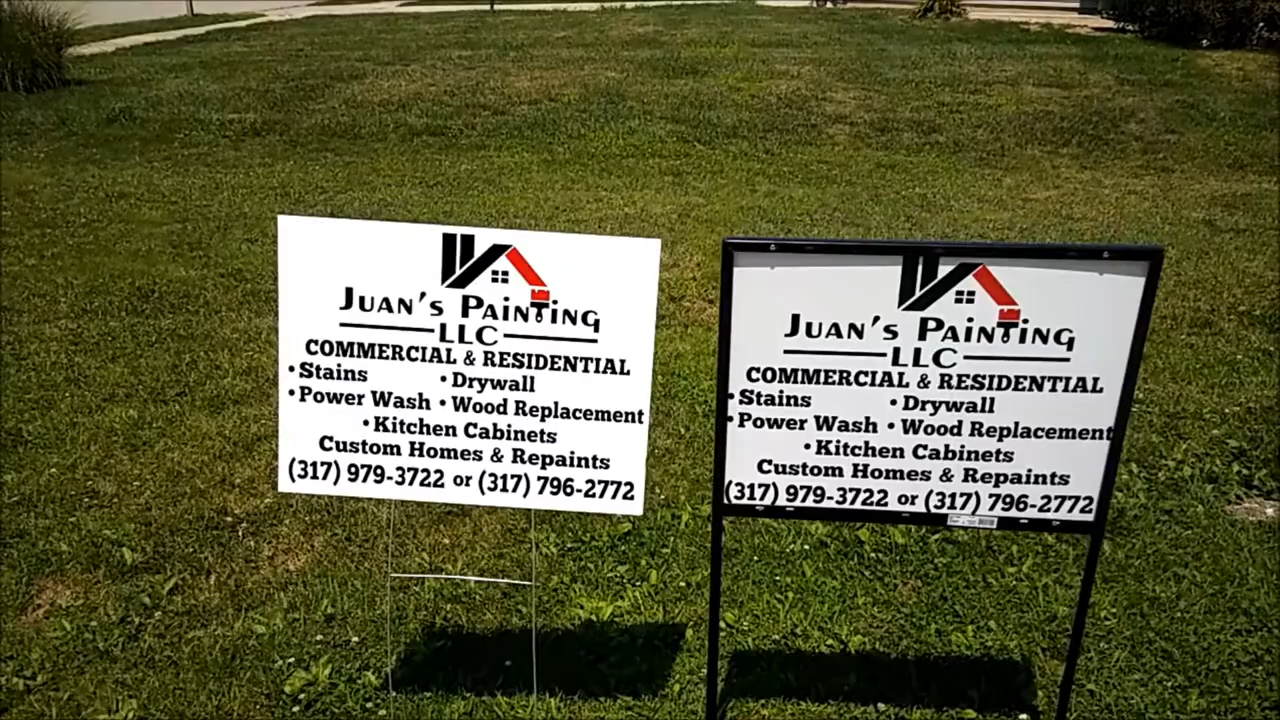 Juan's Painting
LLC
COMMERCIAL & RESIDENTIAL
• Stains • Drywall
• Power Wash • Wood Replacement
• Kitchen Cabinets
Custom Homes & Repaints
(317) 979-3722 or (317) 796-2772
Juan's Painting
LLC
COMMERCIAL & RESIDENTIAL
• Stains • Drywall
• Power Wash • Wood Replacement
• Kitchen Cabinets
Custom Homes & Repaints
(317) 979-3722 or (317) 796-2772